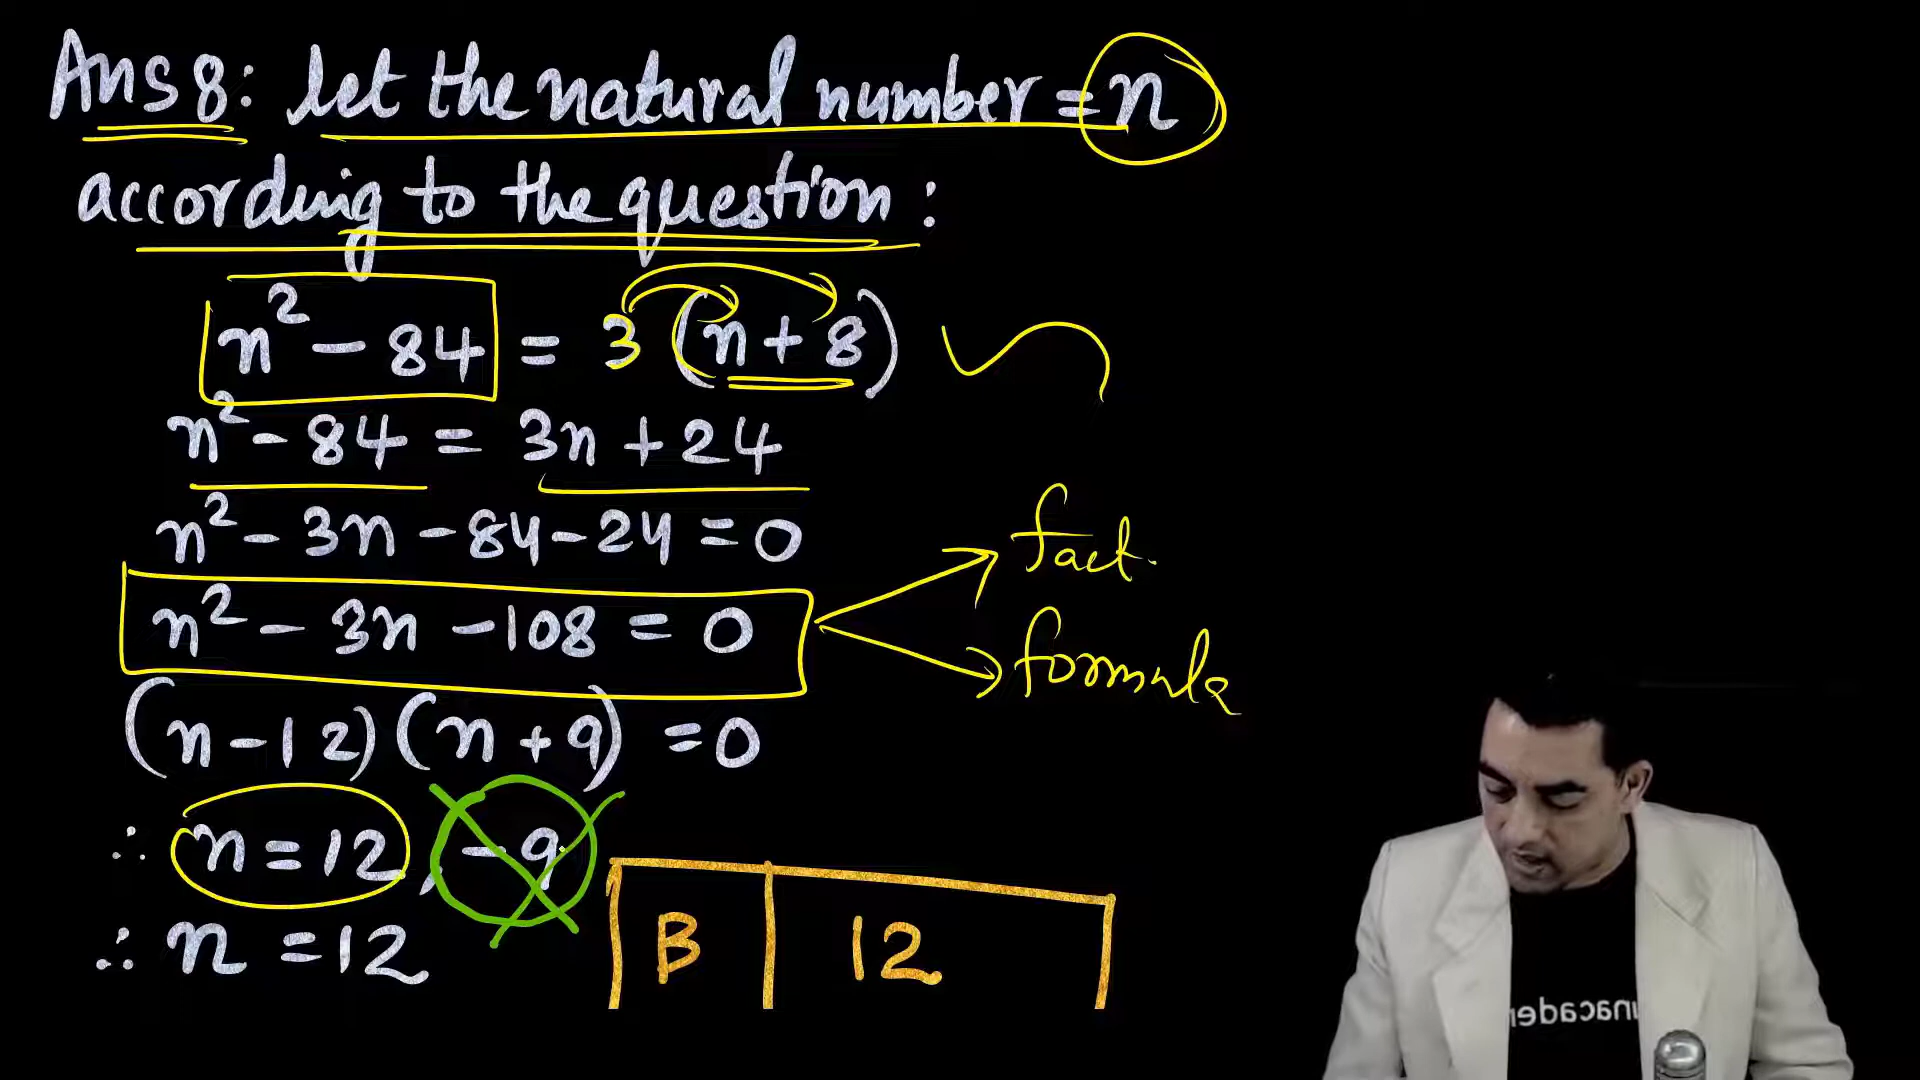 Ans 8: let the natural number = n
according to the question:
n² - 84 = 3 (n + 8)
n² - 84 = 3n + 24
n² - 3n - 84 - 24 = 0
n² - 3n - 108 = 0
fact.
formula
(n - 12) (n + 9) = 0
∴ n = 12, -9
∴ n = 12
B 12
unacadem